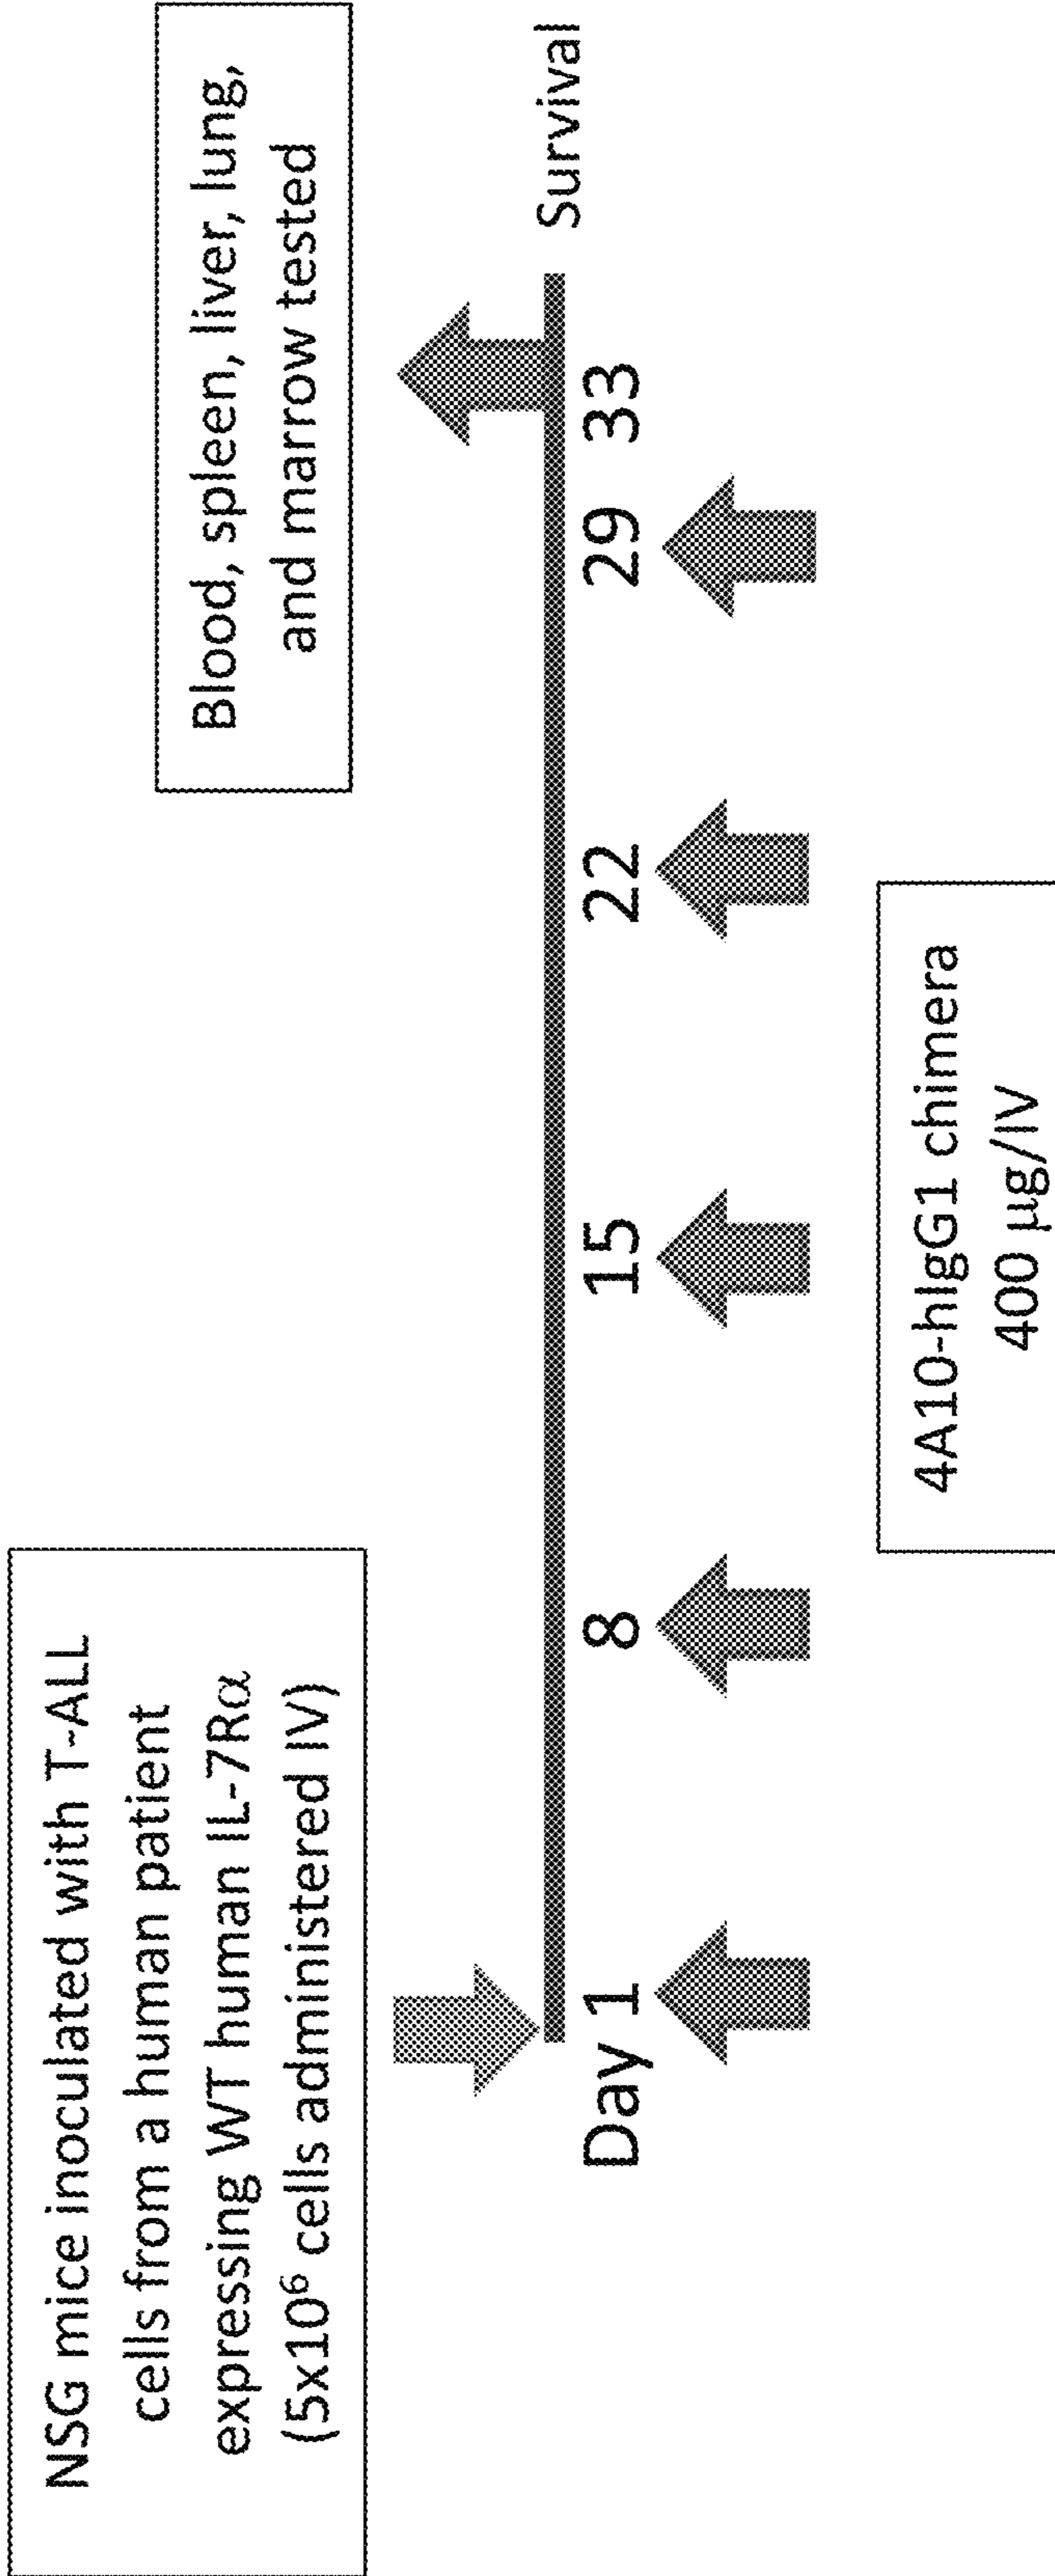 NSG mice inoculated with T-ALL
cells from a human patient
expressing WT human IL-7Rα
(5x10⁶ cells administered IV)
Blood, spleen, liver, lung,
and marrow tested
Survival
Day 1 8 15 22 29 33
4A10-hIgG1 chimera
400 µg/IV